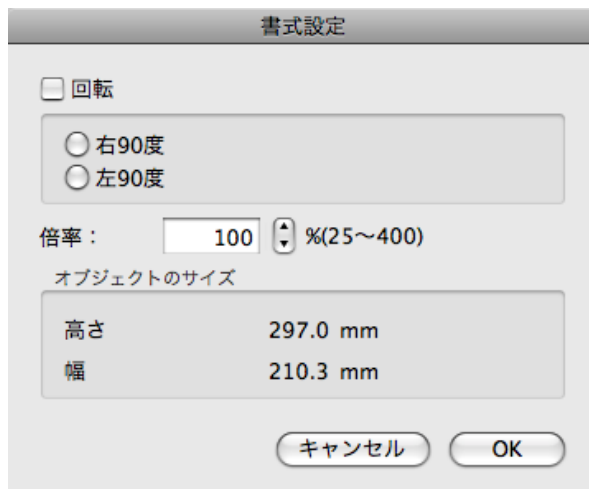 書式設定
回転
右90度
左90度
倍率： 100 %(25～400)
オブジェクトのサイズ
高さ 297.0 mm
幅 210.3 mm
キャンセル OK